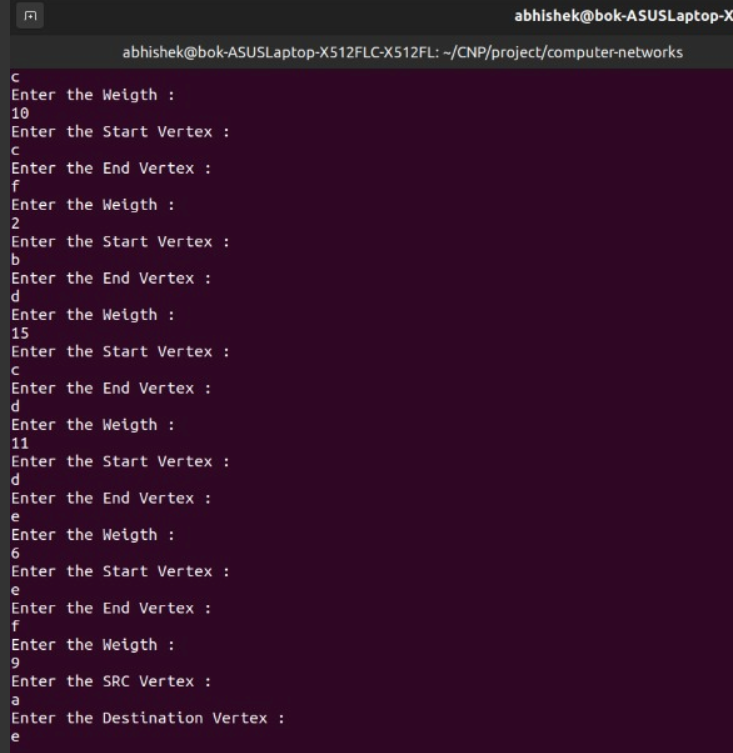 abhishek@bok-ASUSLaptop-X
abhishek@bok-ASUSLaptop-X512FLC-X512FL: ~/CNP/project/computer-networks
c
Enter the Weigth :
10
Enter the Start Vertex :
c
Enter the End Vertex :
f
Enter the Weigth :
2
Enter the Start Vertex :
b
Enter the End Vertex :
d
Enter the Weigth :
15
Enter the Start Vertex :
c
Enter the End Vertex :
d
Enter the Weigth :
11
Enter the Start Vertex :
d
Enter the End Vertex :
e
Enter the Weigth :
6
Enter the Start Vertex :
e
Enter the End Vertex :
f
Enter the Weigth :
9
Enter the SRC Vertex :
a
Enter the Destination Vertex :
e